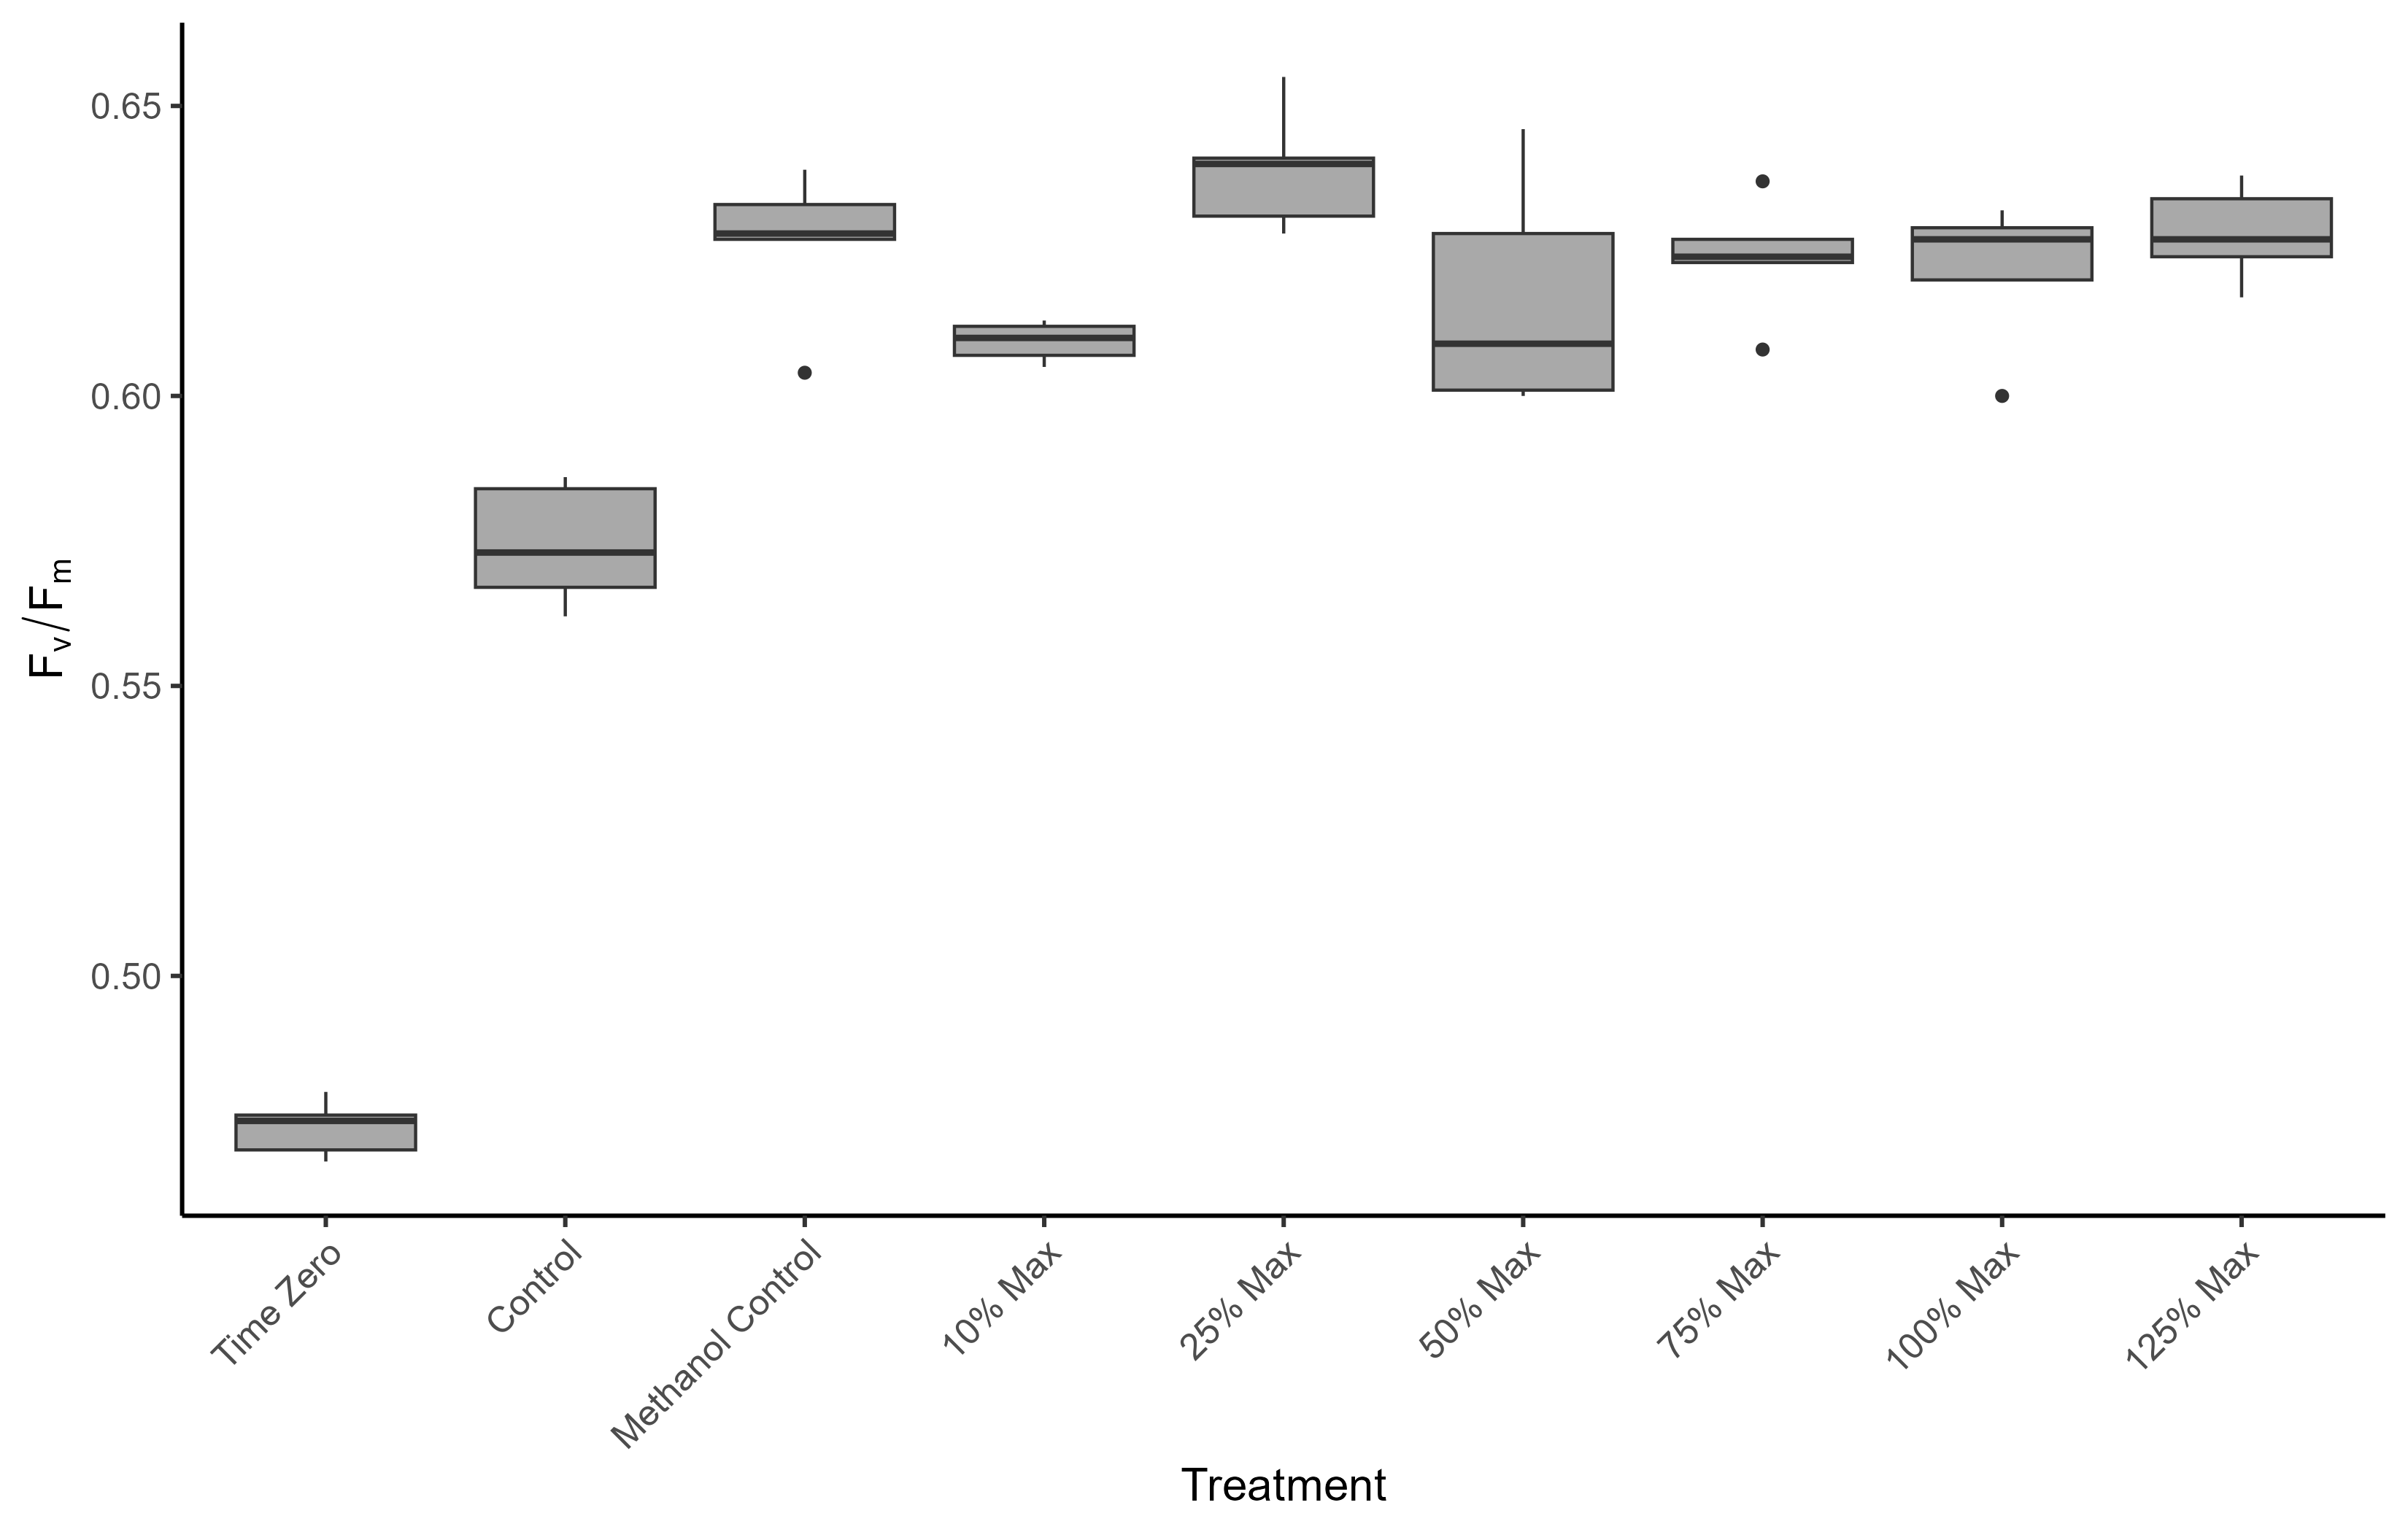 0.65
0.60
0.55
0.50
Fv/Fm
Time Zero
Control
Methanol Control
10% Max
25% Max
50% Max
75% Max
100% Max
125% Max
Treatment